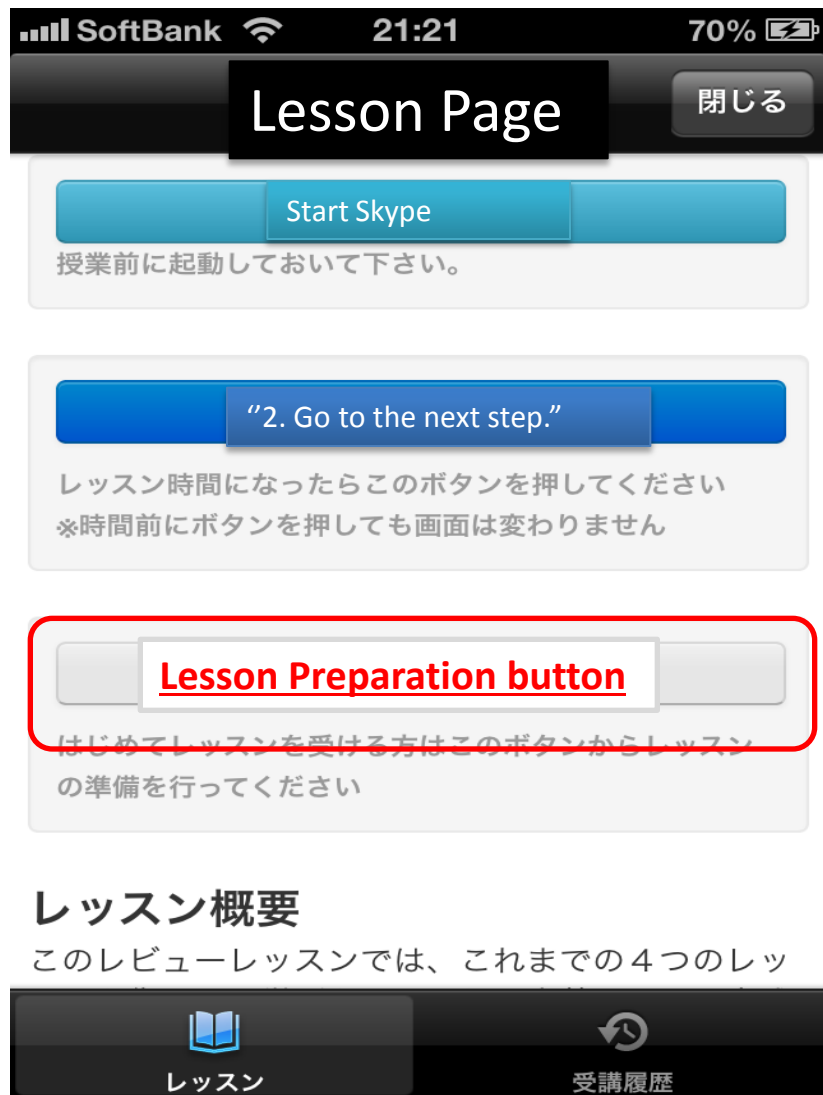 SoftBank 21:21 70%
Lesson Page
閉じる
Start Skype
授業前に起動しておいて下さい。
‘’2. Go to the next step.”
レッスン時間になったらこのボタンを押してください
※時間前にボタンを押しても画面は変わりません
Lesson Preparation button
はじめてレッスンを受ける方はこのボタンからレッスン
の準備を行ってください
レッスン概要
このレビューレッスンでは、これまでの４つのレッ
レッスン
受講履歴